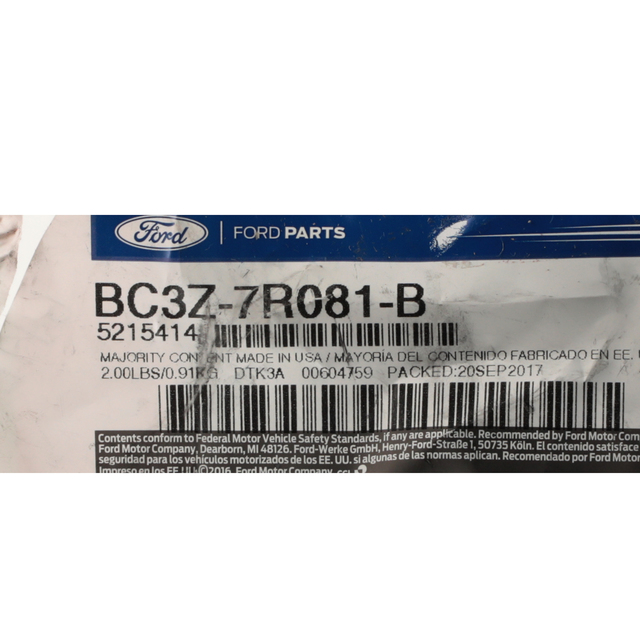 Ford | FORD PARTS
BC3Z-7R081-B
5215414
MAJORITY CONTENT MADE IN USA / MAYORÍA DEL CONTENIDO FABRICADO EN EE. U
2.00LBS/0.91KG DTK3A 00604759 PACKED:20SEP2017
Contents conform to Federal Motor Vehicle Safety Standards, if any are applicable. Recommended by Ford Motor Com
Ford Motor Company, Dearborn, MI 48126. Ford-Werke GmbH, Henry-Ford-Straße 1, 50735 Köln. El contenido satisface
seguridad para los vehículos motorizados de los EE. UU. si algunas de las normas aplican. Recomendado por Ford Motor
Impreso en los EE.UU©2016, Ford Motor Company